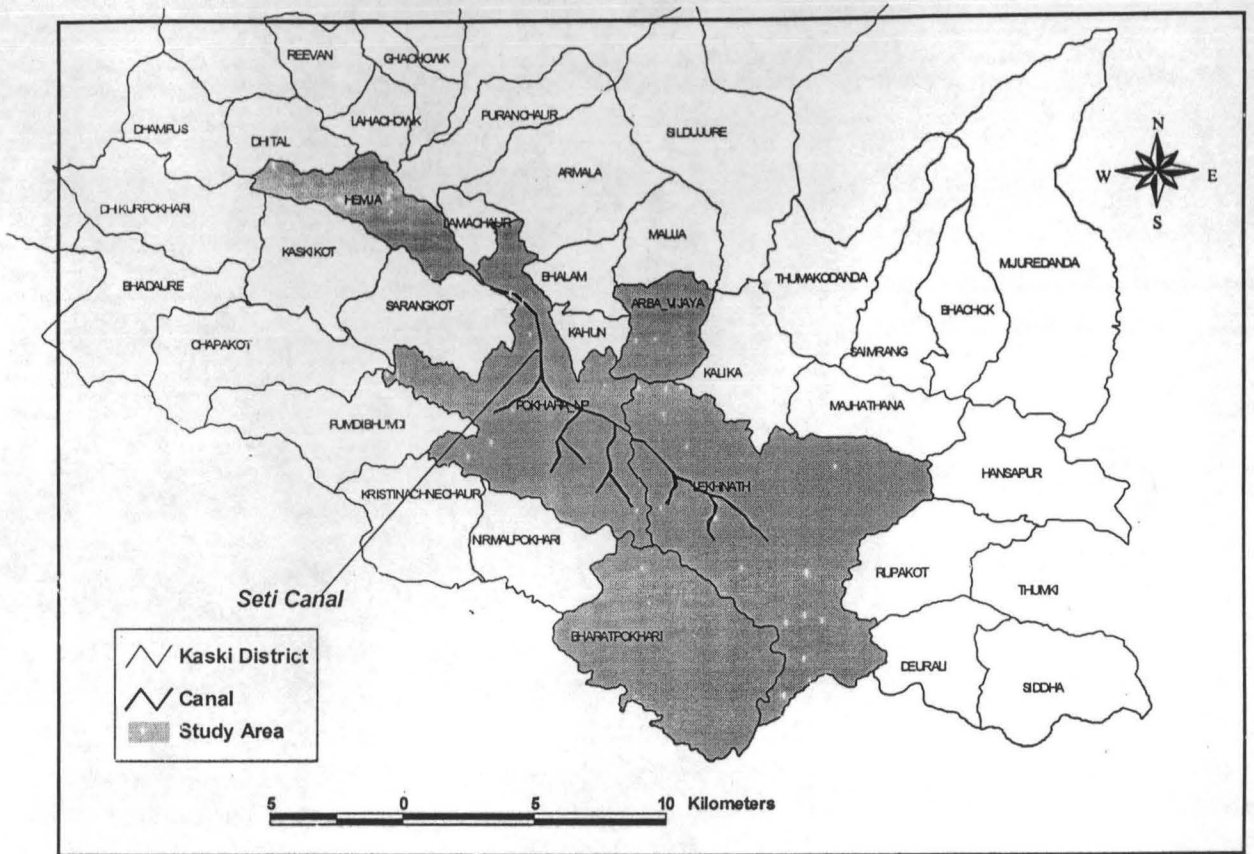 REEVAN
GHACHOWK
DHAMPUS
DHITAL
LAHACHOWK
PURANCHAUR
SILDUJURE
ARMALA
N
W E
S
DHIKURPOKHARI
HEMJA
LAMACHAUR
MAUJA
KASKIKOT
BHALAM
THUMAKODANDA
MIJUREDANDA
BHADAURE
SARANGKOT
ARBA_VIJAYA
BHACHOK
CHAPAKOT
KAHUN
SAIMRANG
KALIKA
POKHARA_NP
MAJHATHANA
PUMDIBHUMDI
HANSAPUR
KRISTINACHNECHAUR
LEKHNATH
NIRMALPOKHARI
RUPAKOT
THUMKI
Seti Canal
BHARATPOKHARI
DEURALI
SIDDHA
Kaski District
Canal
Study Area
5 0 5 10 Kilometers